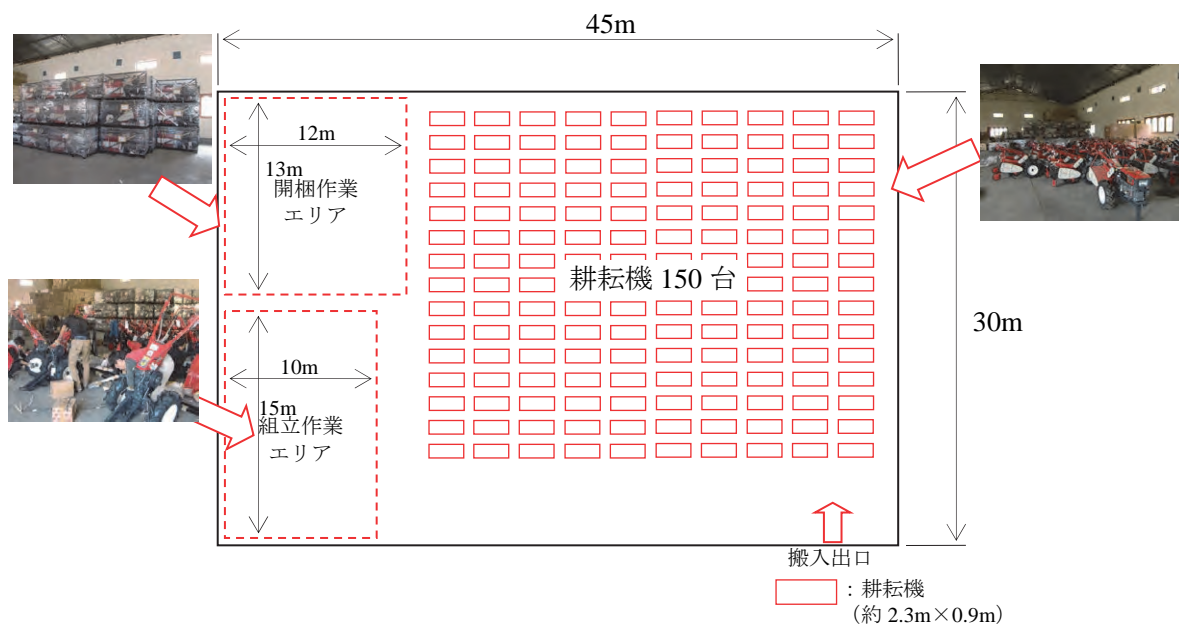 45m
12m
13m
開梱作業
エリア
耕耘機 150 台
30m
10m
15m
組立作業
エリア
搬入出口
：耕耘機
（約 2.3m×0.9m）